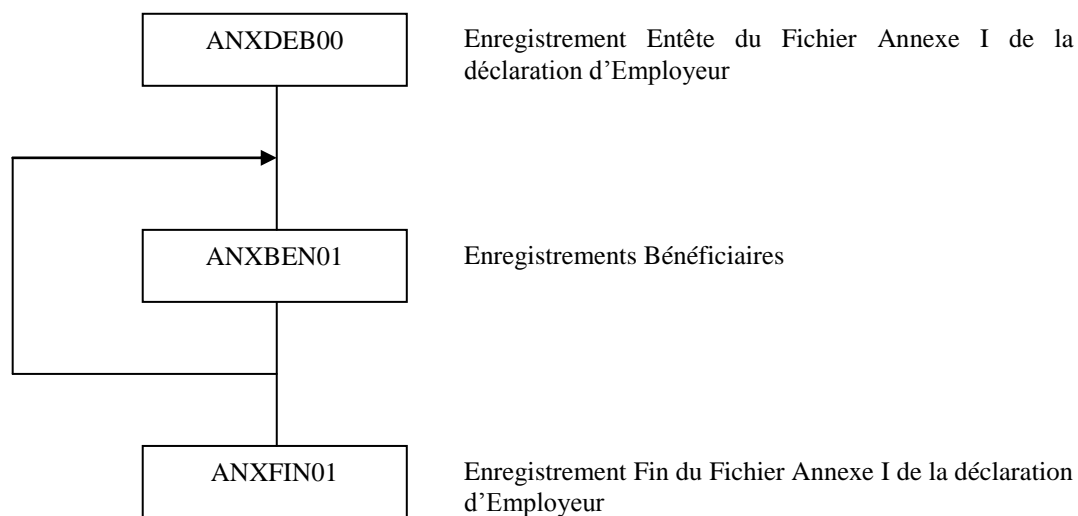 ANXDEB00
Enregistrement Entête du Fichier Annexe I de la
déclaration d'Employeur
ANXBEN01
Enregistrements Bénéficiaires
ANXFIN01
Enregistrement Fin du Fichier Annexe I de la déclaration
d'Employeur